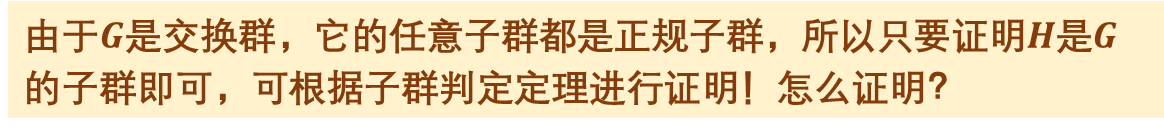 由于G是交换群，它的任意子群都是正规子群，所以只要证明H是G
的子群即可，可根据子群判定定理进行证明！怎么证明？